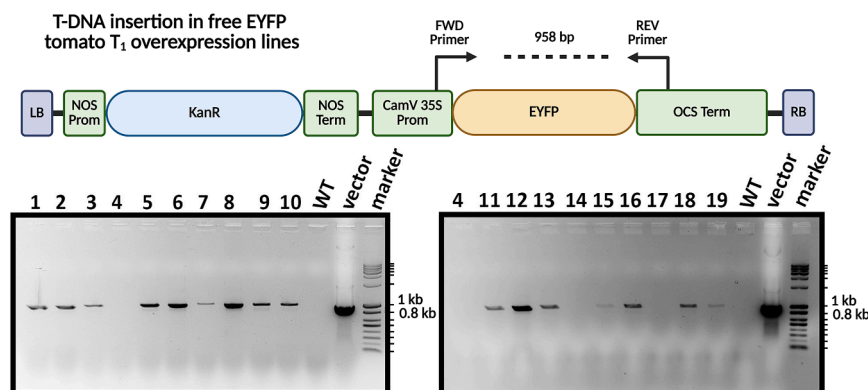 T-DNA insertion in free EYFP
tomato T₁ overexpression lines
FWD
Primer
958 bp
REV
Primer
LB
NOS
Prom
KanR
NOS
Term
CamV 35S
Prom
EYFP
OCS Term
RB
1 2 3 4 5 6 7 8 9 10 WT vector marker
1 kb
0.8 kb
4 11 12 13 14 15 16 17 18 19 WT vector marker
1 kb
0.8 kb